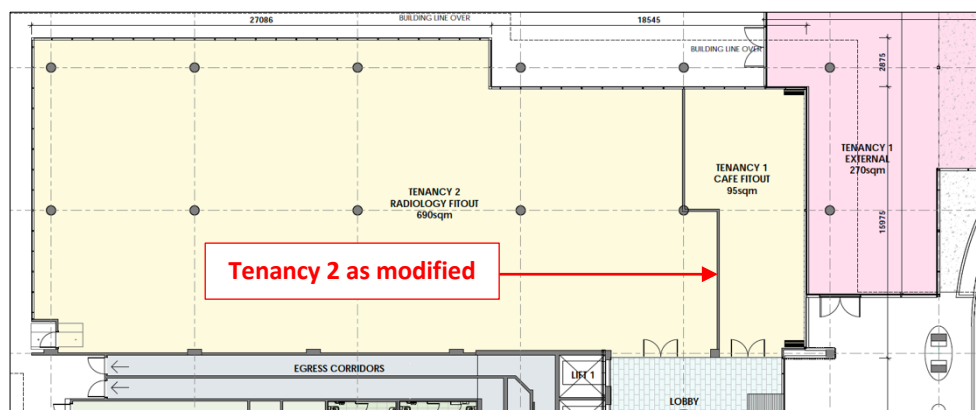 27086
BUILDING LINE OVER
18545
BUILDING LINE OVER
2875
TENANCY 1
EXTERNAL
270sqm
TENANCY 1
CAFE FITOUT
95sqm
TENANCY 2
RADIOLOGY FITOUT
690sqm
15975
Tenancy 2 as modified
EGRESS CORRIDORS
LIFT 1
LOBBY